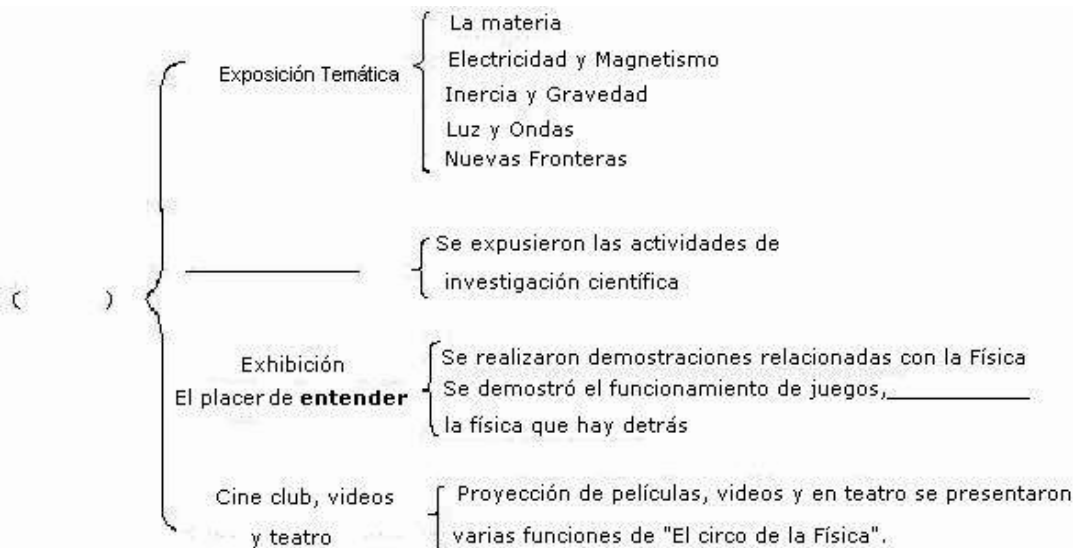 La materia
Exposición Temática
Electricidad y Magnetismo
Inercia y Gravedad
Luz y Ondas
Nuevas Fronteras
Se expusieron las actividades de
investigación científica
( )
Exhibición
El placer de entender
Se realizaron demostraciones relacionadas con la Física
Se demostró el funcionamiento de juegos,__________
la física que hay detrás
Cine club, videos
y teatro
Proyección de películas, videos y en teatro se presentaron
varias funciones de "El circo de la Física".